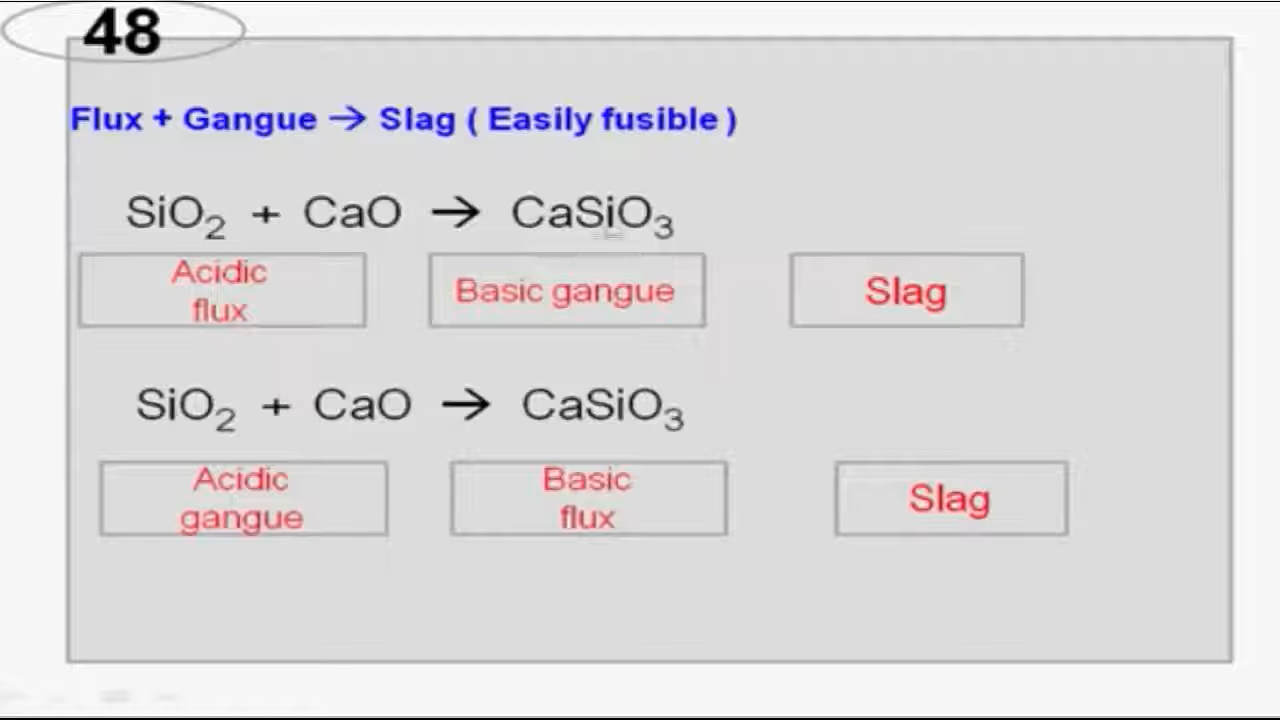 48
Flux + Gangue → Slag ( Easily fusible )
SiO₂ + CaO → CaSiO₃
Acidic
flux
Basic gangue
Slag
SiO₂ + CaO → CaSiO₃
Acidic
gangue
Basic
flux
Slag